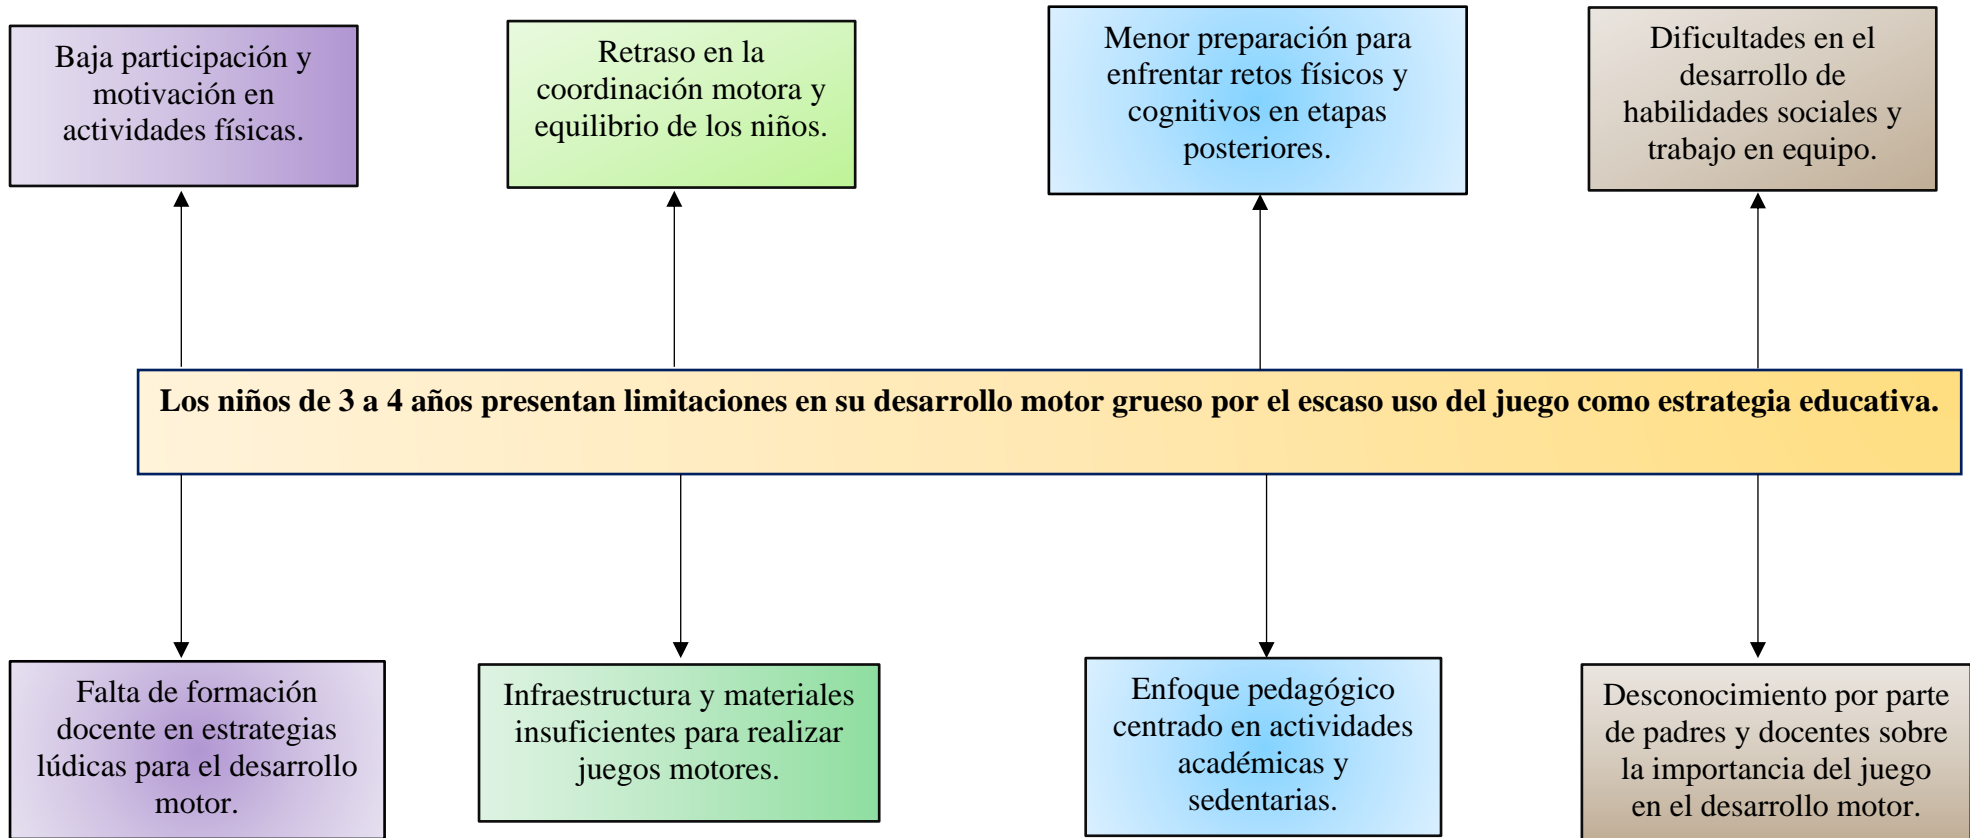 Baja participación y
motivación en
actividades físicas.
Retraso en la
coordinación motora y
equilibrio de los niños.
Menor preparación para
enfrentar retos físicos y
cognitivos en etapas
posteriores.
Dificultades en el
desarrollo de
habilidades sociales y
trabajo en equipo.
Los niños de 3 a 4 años presentan limitaciones en su desarrollo motor grueso por el escaso uso del juego como estrategia educativa.
Falta de formación
docente en estrategias
lúdicas para el desarrollo
motor.
Infraestructura y materiales
insuficientes para realizar
juegos motores.
Enfoque pedagógico
centrado en actividades
académicas y
sedentarias.
Desconocimiento por parte
de padres y docentes sobre
la importancia del juego
en el desarrollo motor.